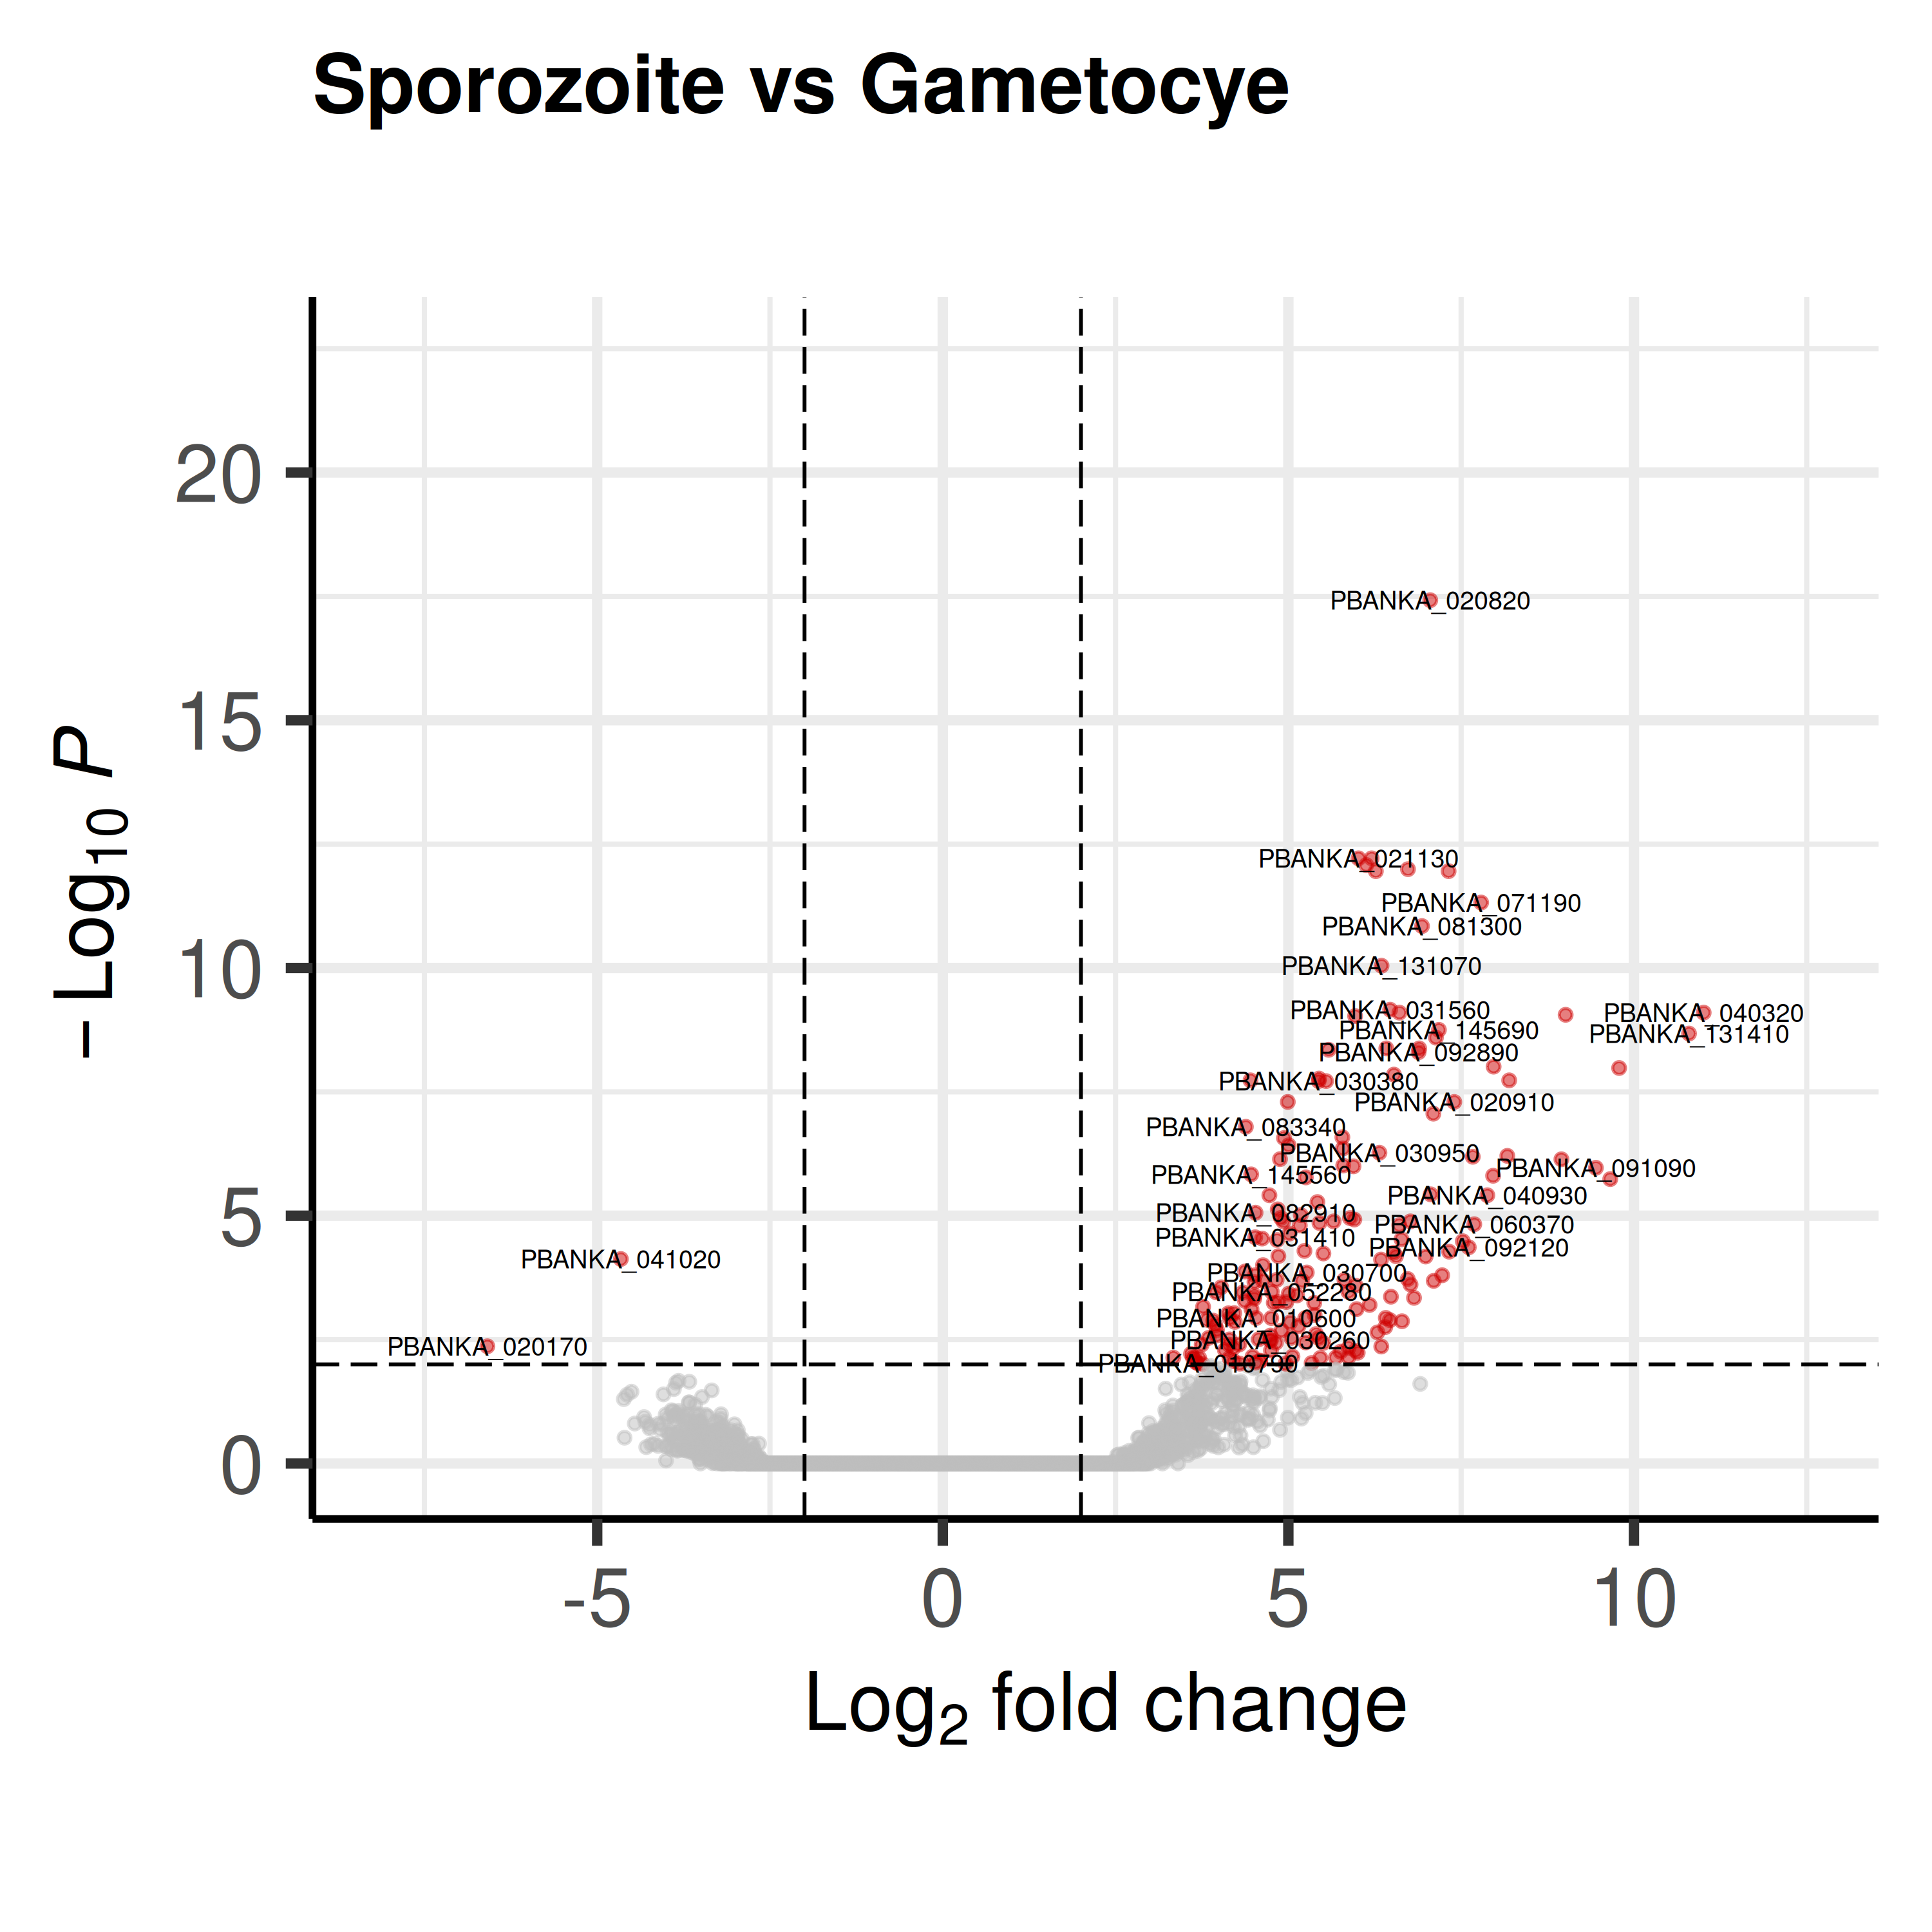 Sporozoite vs Gametocye
20
15
10
5
0
− Log10 P
PBANKA_020820
PBANKA_021130
PBANKA_071190
PBANKA_081300
PBANKA_131070
PBANKA_031560
PBANKA_040320
PBANKA_145690
PBANKA_131410
PBANKA_092890
PBANKA_030380
PBANKA_020910
PBANKA_083340
PBANKA_030950
PBANKA_091090
PBANKA_145560
PBANKA_040930
PBANKA_082910
PBANKA_060370
PBANKA_031410
PBANKA_092120
PBANKA_041020
PBANKA_030700
PBANKA_052280
PBANKA_010600
PBANKA_030260
PBANKA_020170
PBANKA_010790
-5
0
5
10
Log2 fold change